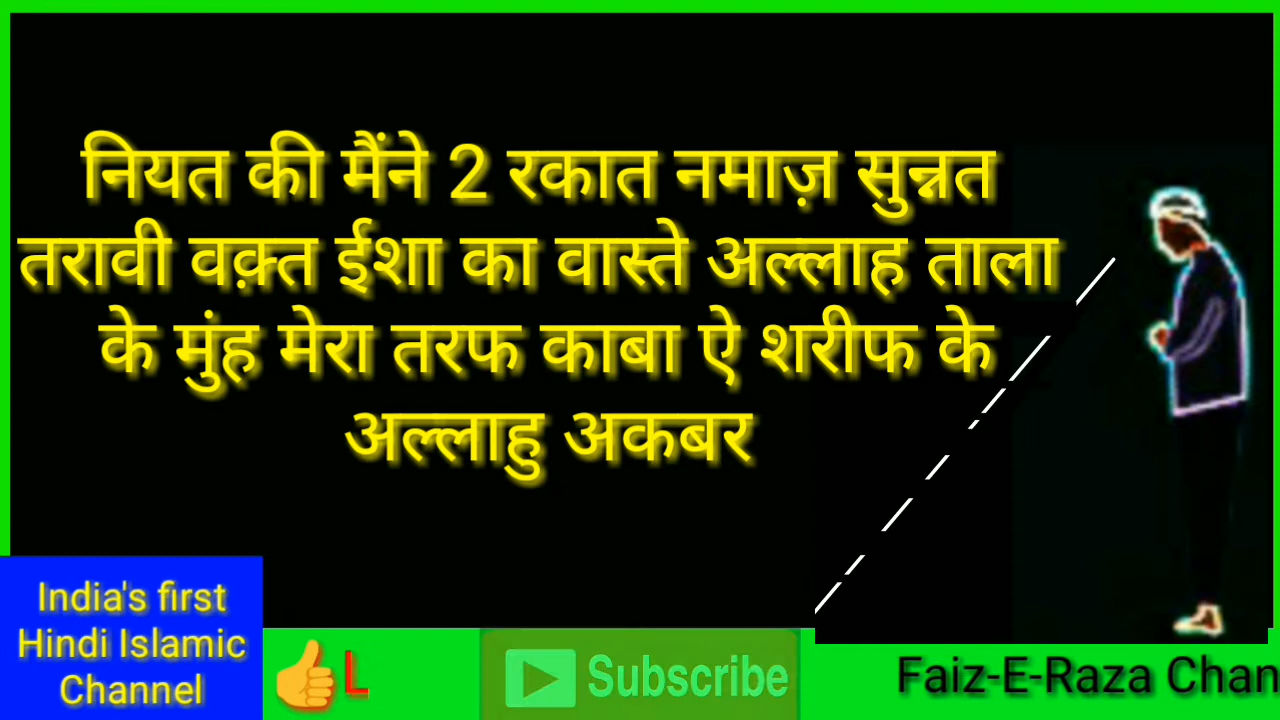 नियत की मैंने 2 रकात नमाज़ सुन्नत
तरावी वक़्त ईशा का वास्ते अल्लाह ताला
के मुंह मेरा तरफ काबा ऐ शरीफ के
अल्लाहु अकबर
India's first
Hindi Islamic
Channel
L
Subscribe
Faiz-E-Raza Chan